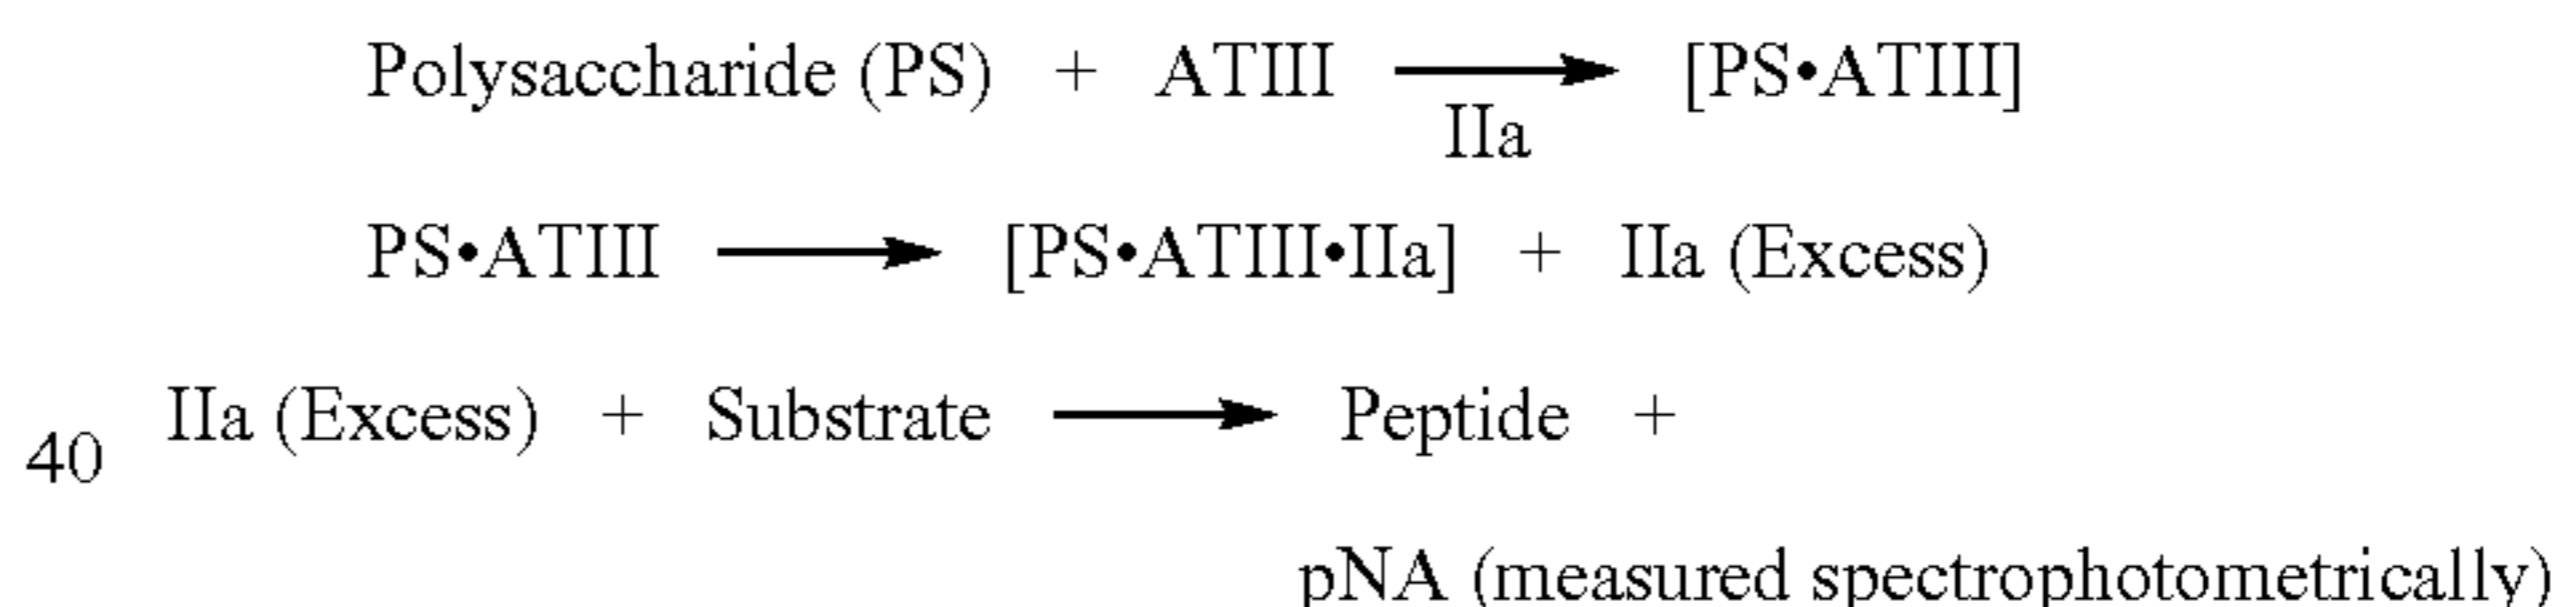 Polysaccharide (PS) + ATIII ⟶ [PS•ATIII]
IIa
PS•ATIII ⟶ [PS•ATIII•IIa] + IIa (Excess)
IIa (Excess) + Substrate ⟶ Peptide +
40
pNA (measured spectrophotometrically)